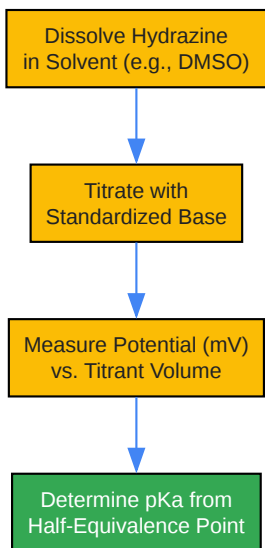 Dissolve Hydrazine
in Solvent (e.g., DMSO)
Titrate with
Standardized Base
Measure Potential (mV)
vs. Titrant Volume
Determine pKa from
Half-Equivalence Point